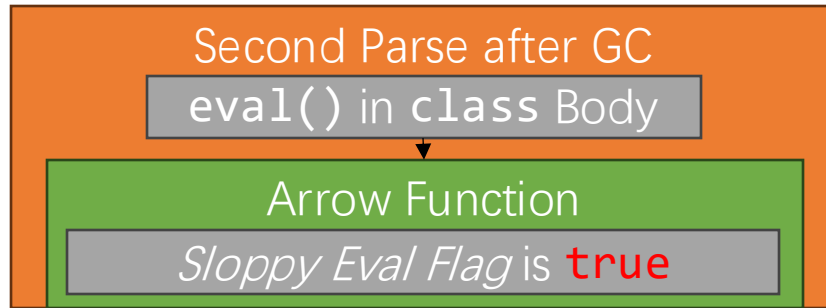 Second Parse after GC
eval() in class Body
Arrow Function
Sloppy Eval Flag is true